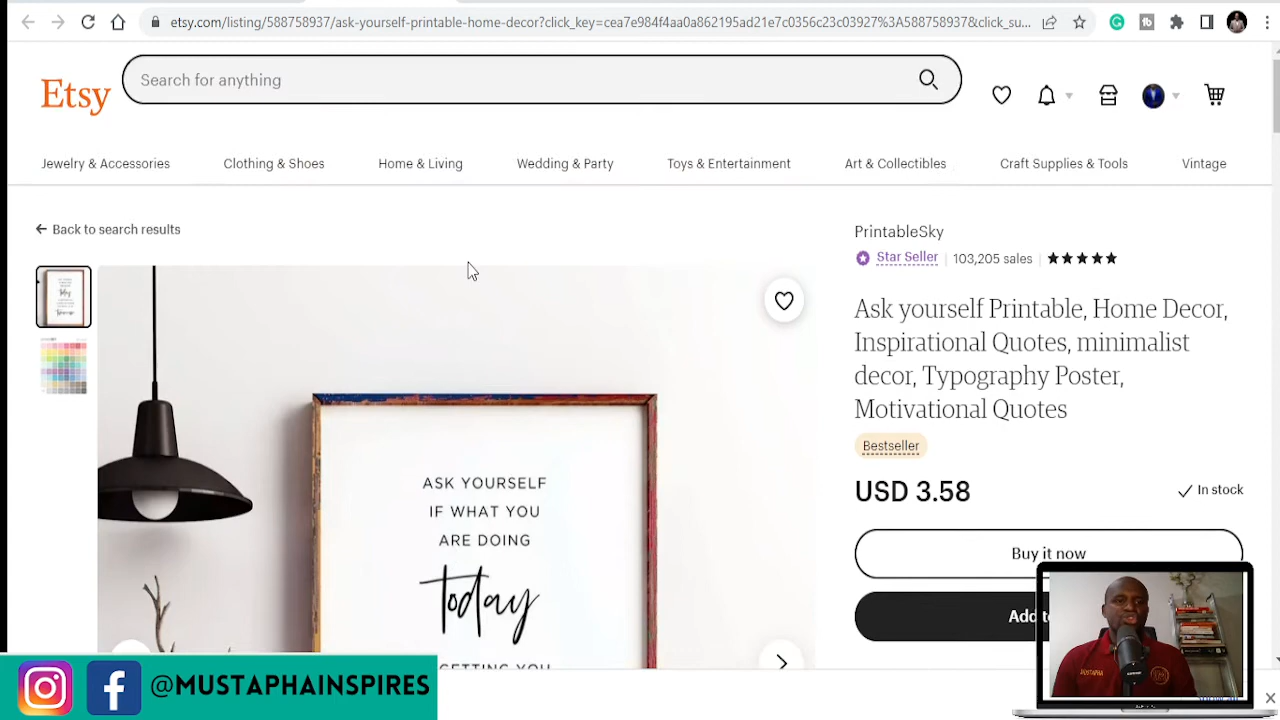 etsy.com/listing/588758937/ask-yourself-printable-home-decor?click_key=cea7e984f4aa0a862195ad21e7c0356c23c03927%3A588758937&click_su...
Etsy
Search for anything
Jewelry & Accessories
Clothing & Shoes
Home & Living
Wedding & Party
Toys & Entertainment
Art & Collectibles
Craft Supplies & Tools
Vintage
Back to search results
PrintableSky
Star Seller
103,205 sales
Ask yourself Printable, Home Decor,
Inspirational Quotes, minimalist
decor, Typography Poster,
Motivational Quotes
Bestseller
USD 3.58
In stock
Buy it now
ASK YOURSELF
IF WHAT YOU
ARE DOING
today
GETTING YOU
MUSTAPHA
@MUSTAPHAINSPIRES